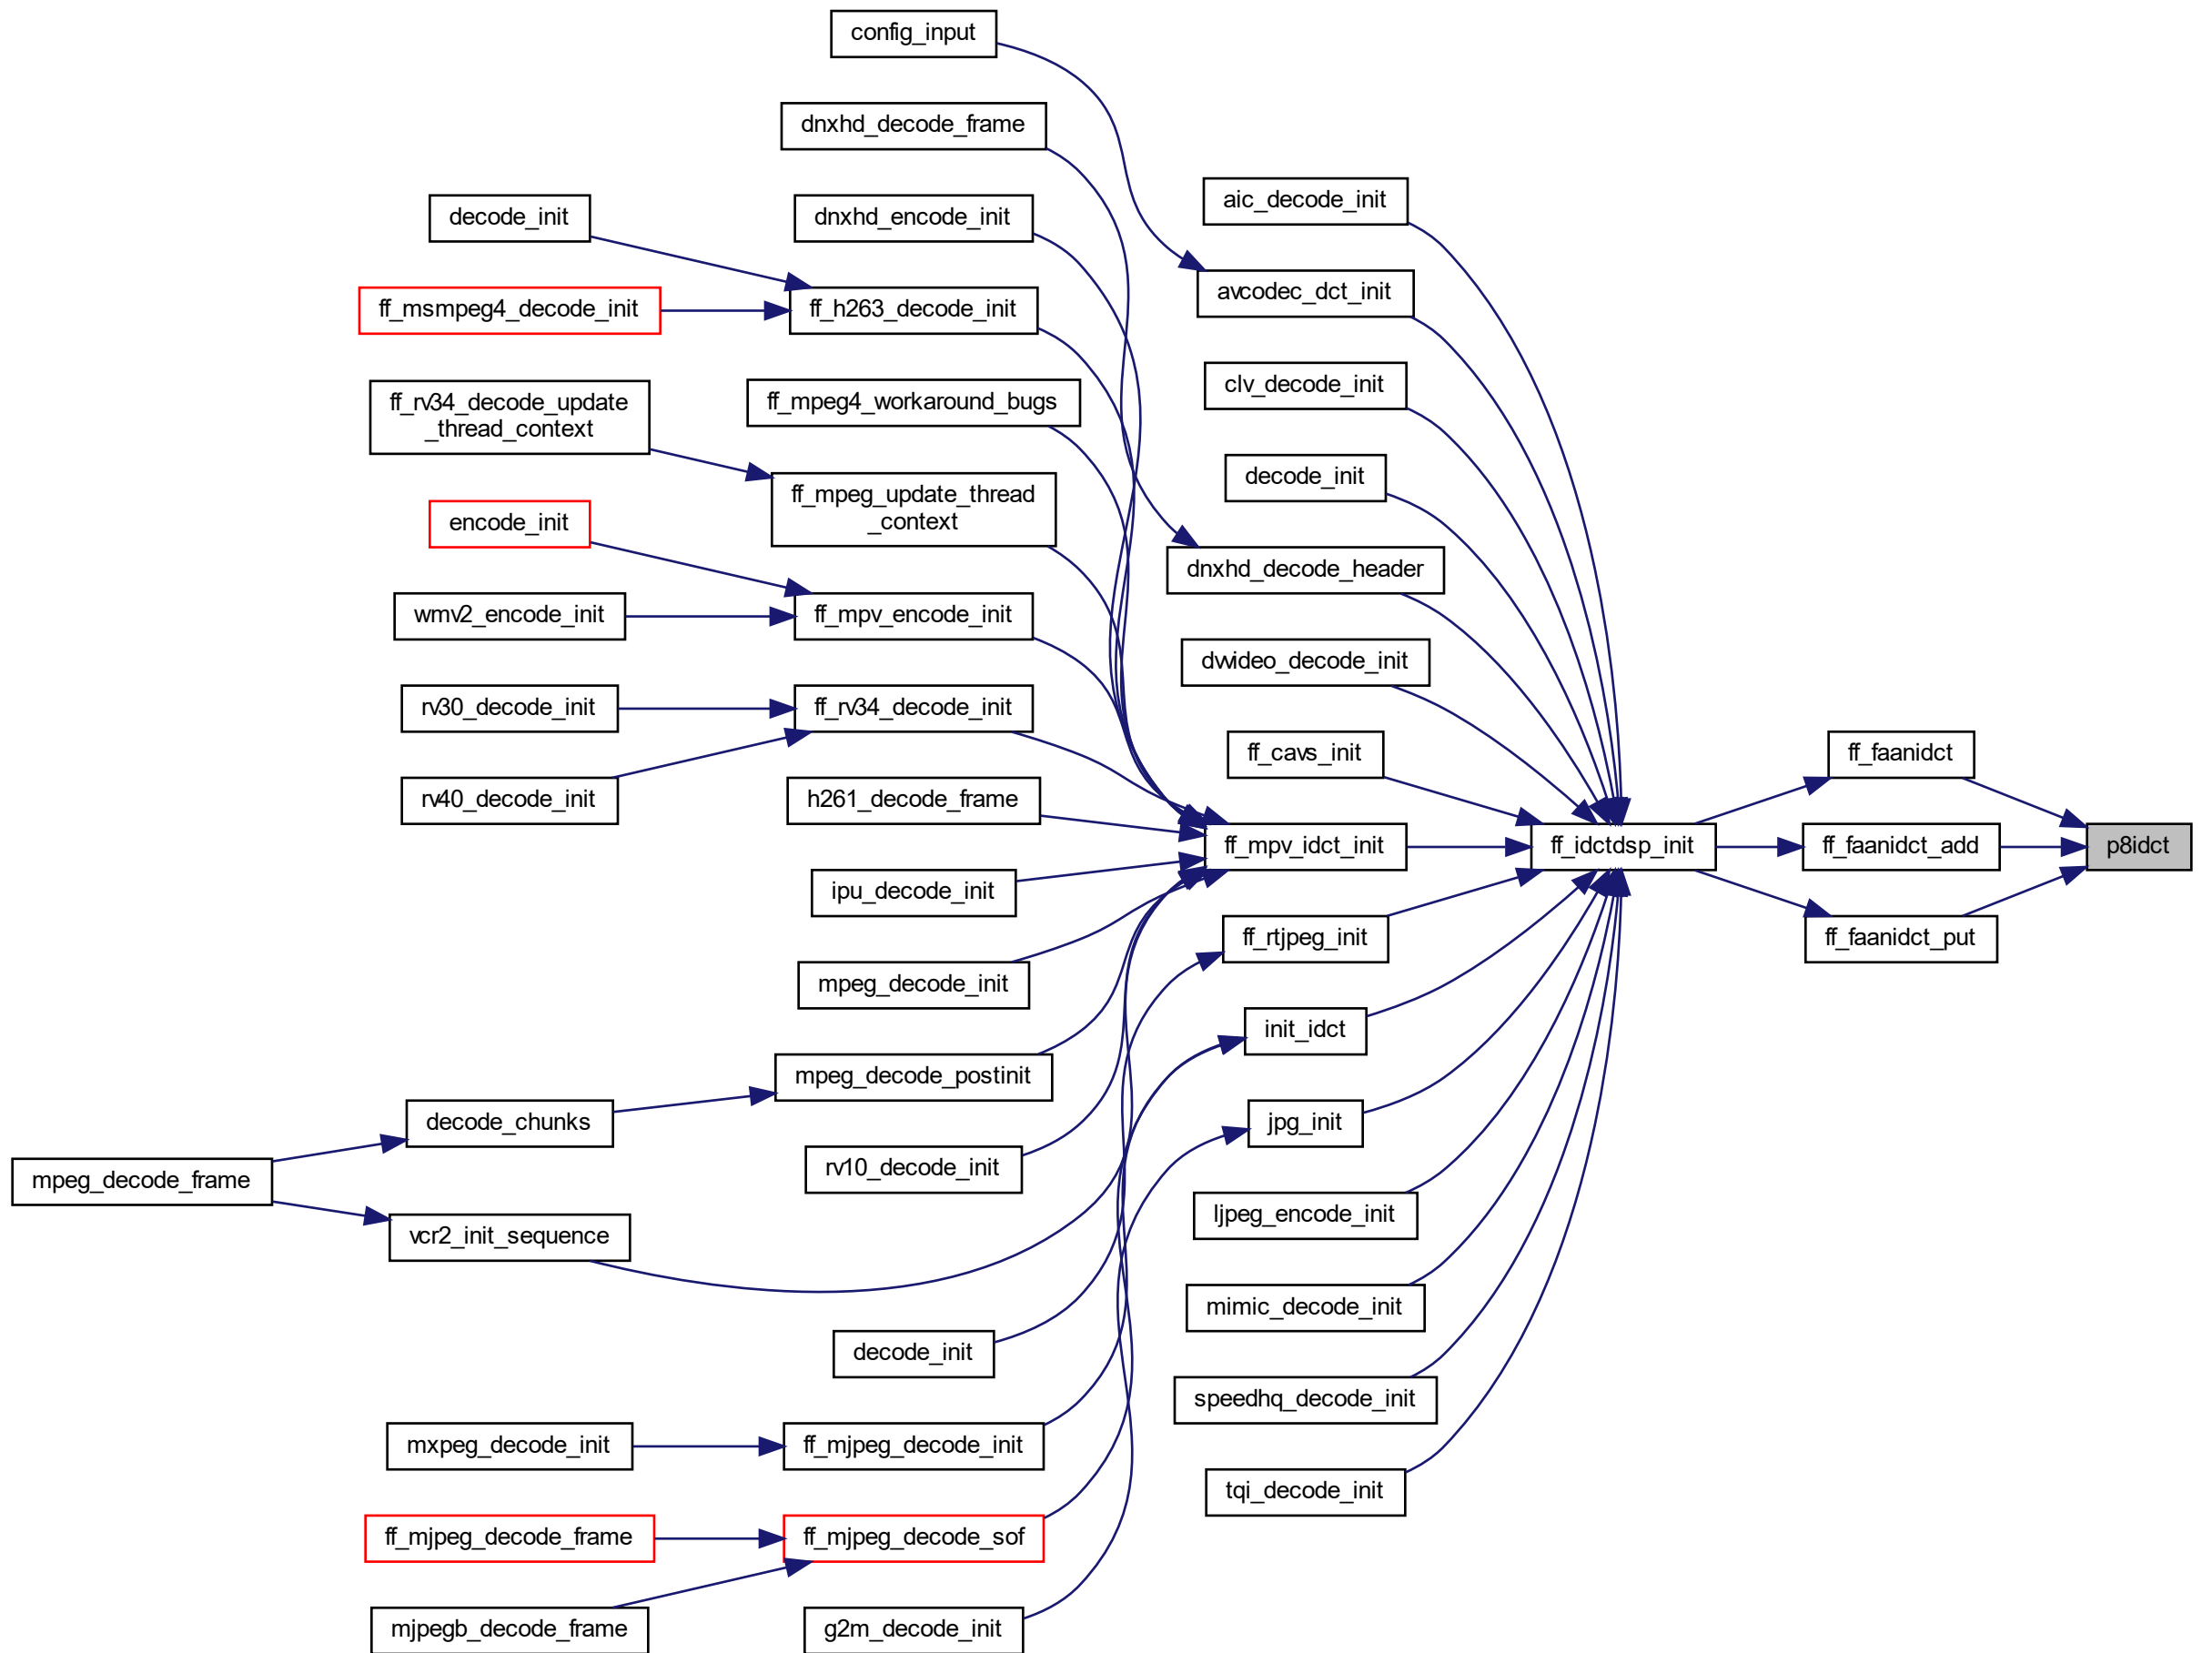 config_input
dnxhd_decode_frame
aic_decode_init
decode_init
dnxhd_encode_init
avcodec_dct_init
ff_msmpeg4_decode_init
ff_h263_decode_init
clv_decode_init
ff_rv34_decode_update
_thread_context
ff_mpeg4_workaround_bugs
decode_init
ff_mpeg_update_thread
_context
encode_init
dnxhd_decode_header
wmv2_encode_init
ff_mpv_encode_init
dvvideo_decode_init
rv30_decode_init
ff_rv34_decode_init
ff_cavs_init
ff_faanidct
rv40_decode_init
h261_decode_frame
ff_mpv_idct_init
ff_idctdsp_init
ff_faanidct_add
p8idct
ipu_decode_init
ff_rtjpeg_init
ff_faanidct_put
mpeg_decode_init
init_idct
mpeg_decode_postinit
decode_chunks
jpg_init
mpeg_decode_frame
rv10_decode_init
ljpeg_encode_init
vcr2_init_sequence
mimic_decode_init
decode_init
speedhq_decode_init
mxpeg_decode_init
ff_mjpeg_decode_init
tqi_decode_init
ff_mjpeg_decode_frame
ff_mjpeg_decode_sof
mjpegb_decode_frame
g2m_decode_init